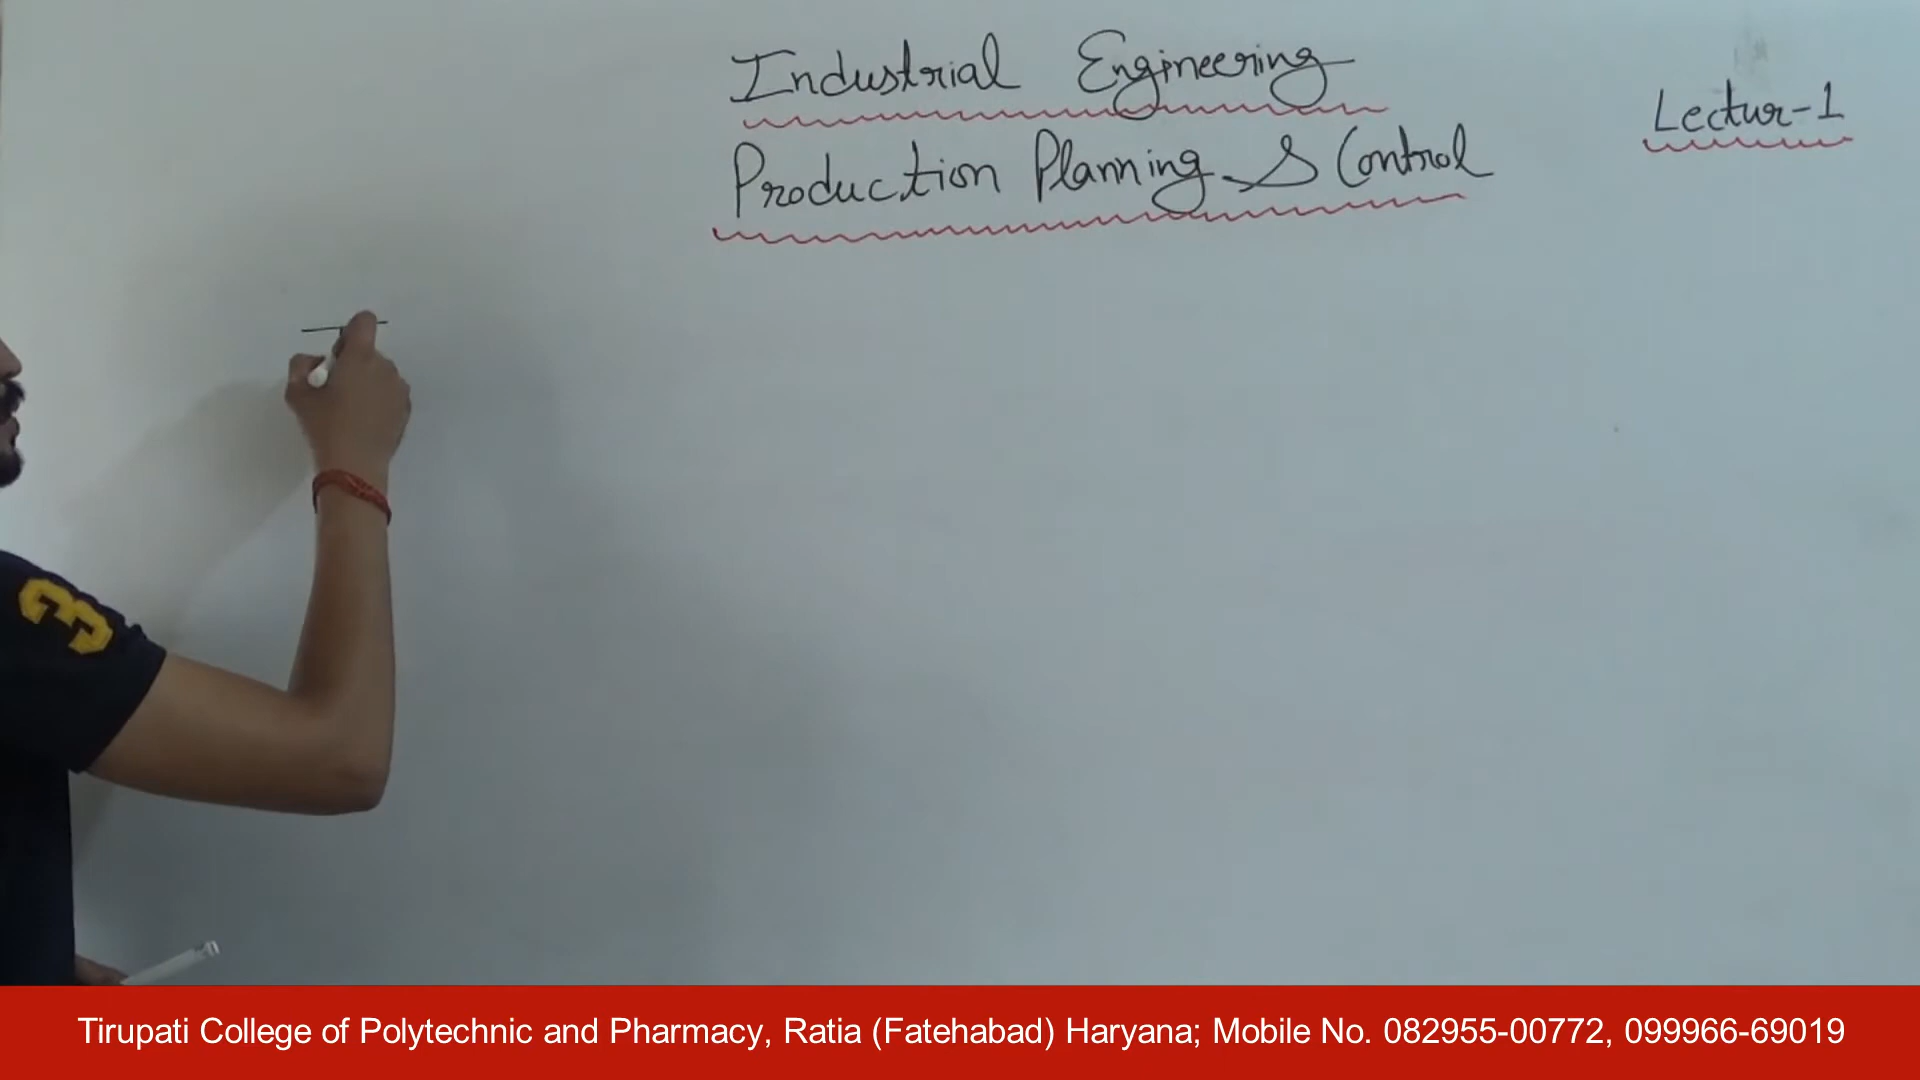 Industrial Engineering
Lectur-1
Production Planning & Control
3
Tirupati College of Polytechnic and Pharmacy, Ratia (Fatehabad) Haryana; Mobile No. 082955-00772, 099966-69019